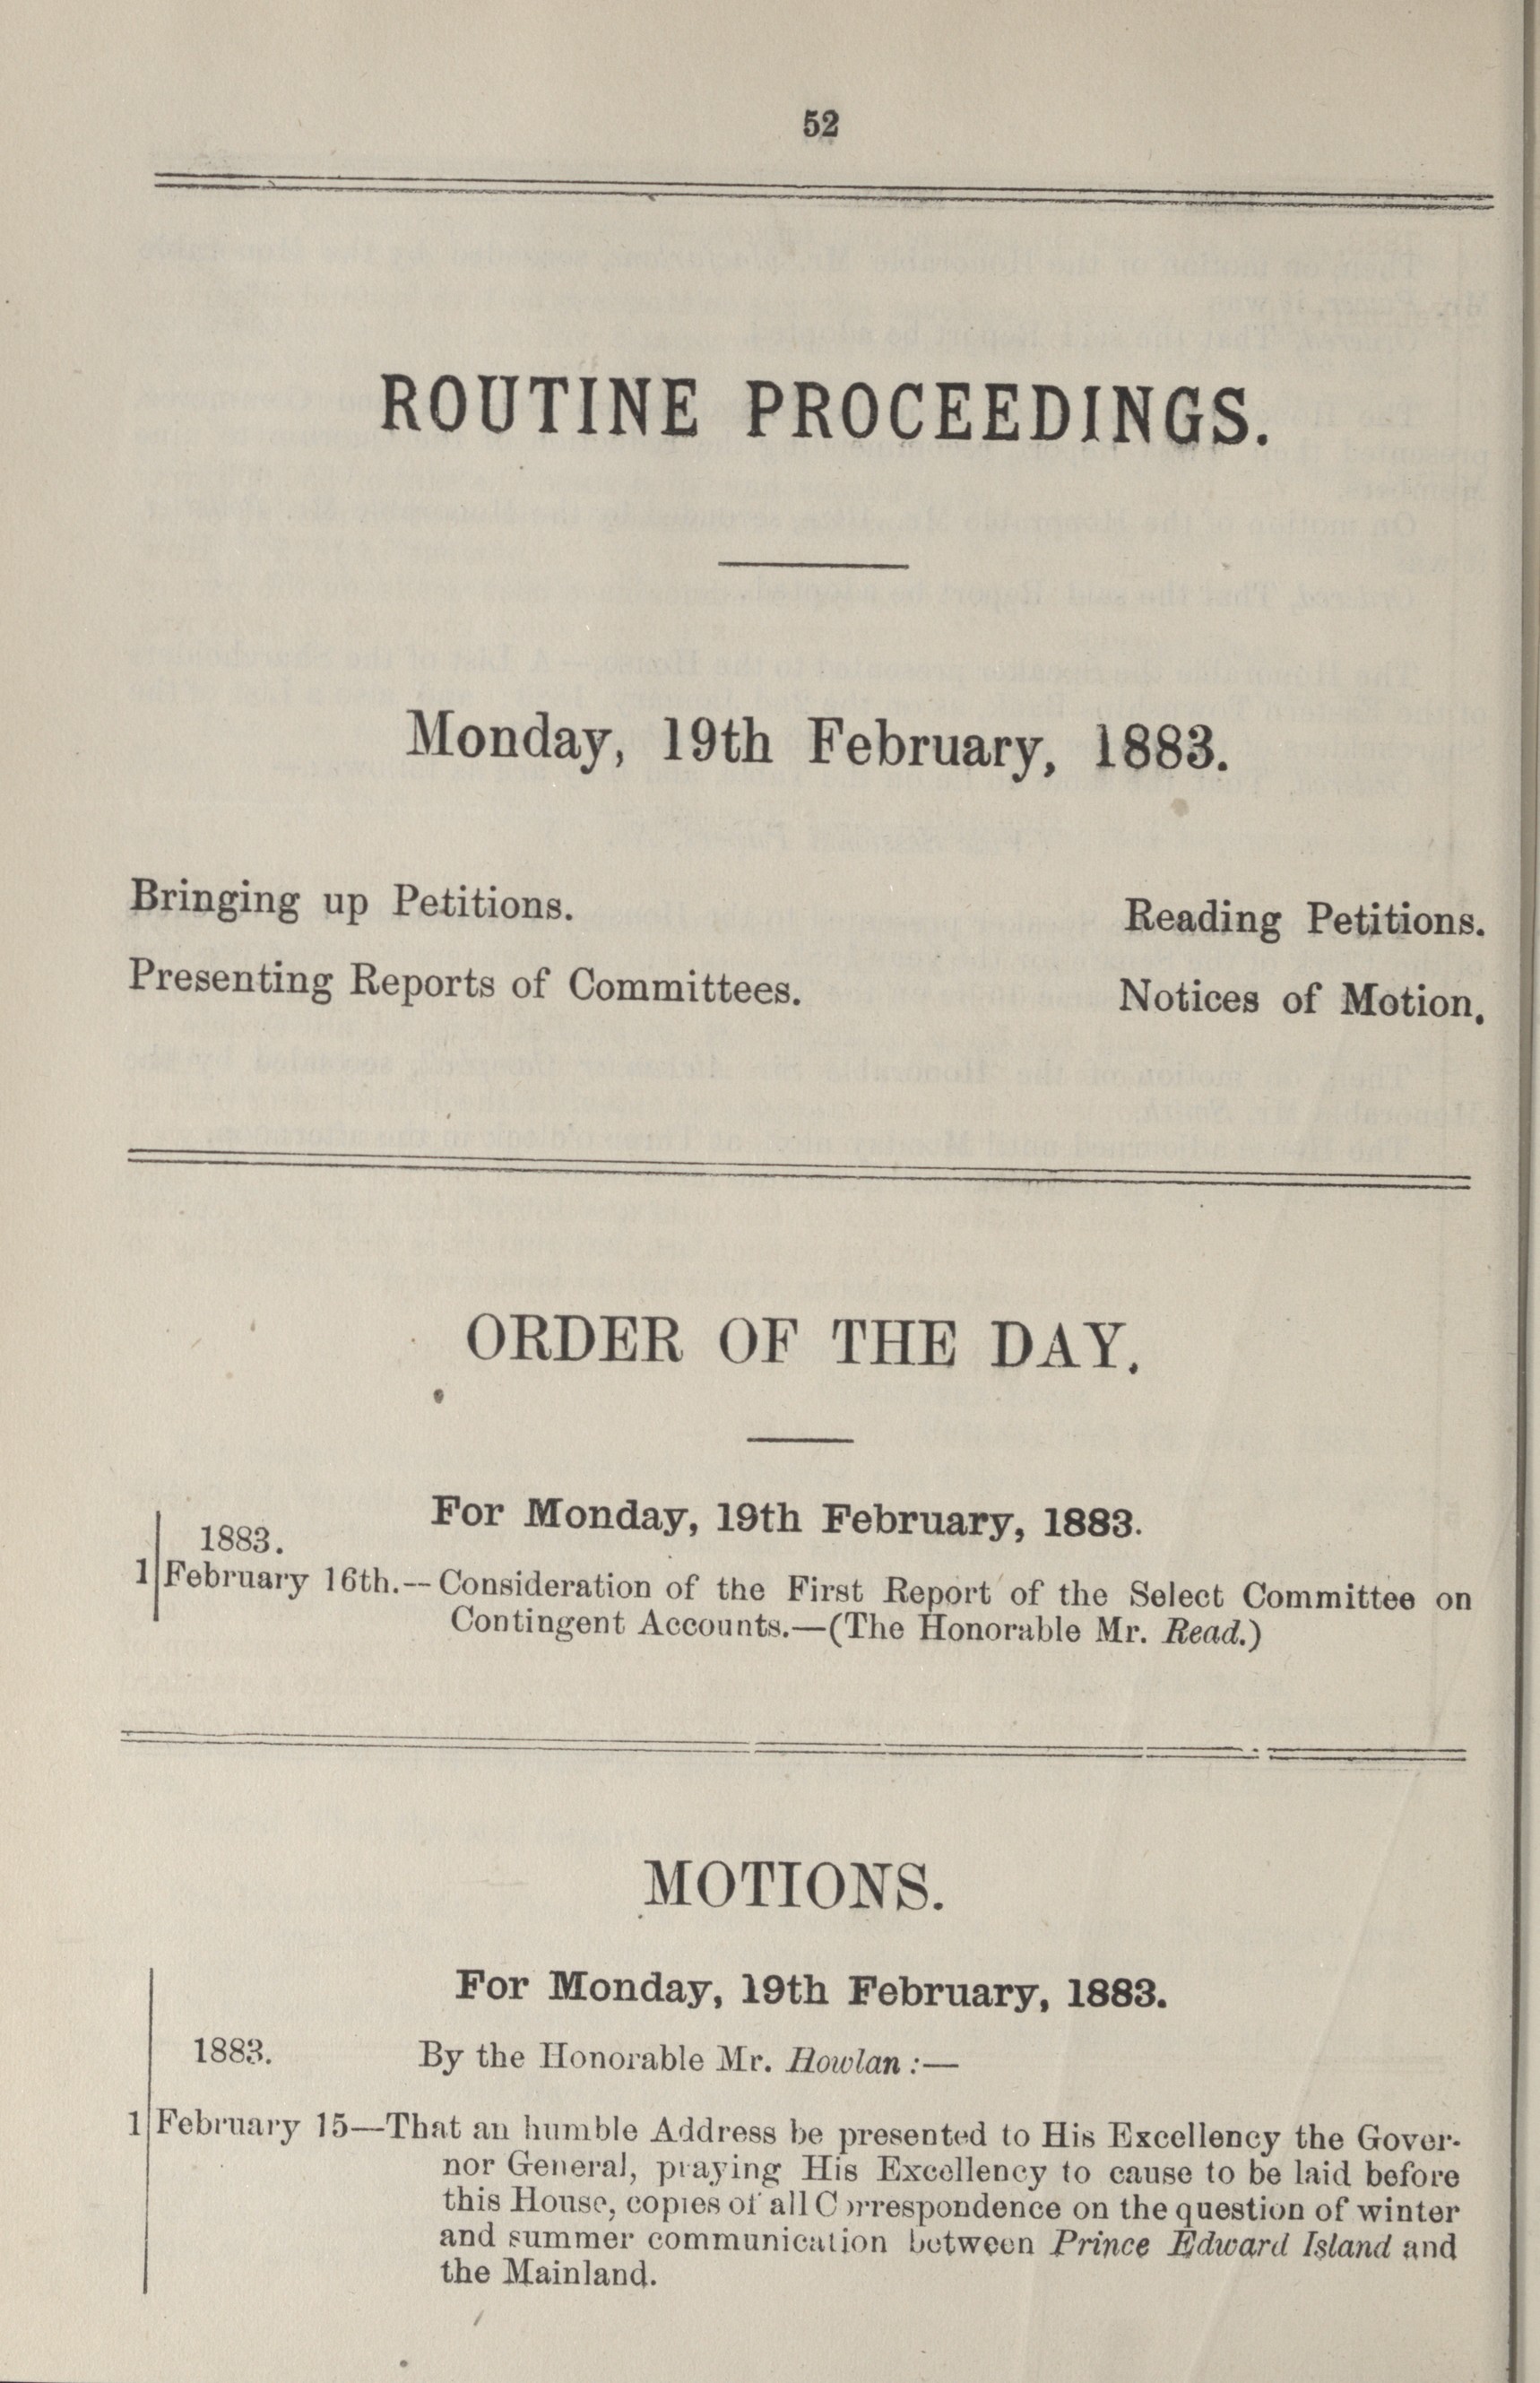 52
ROUTINE PROCEEDINGS.
Monday, 19th February, 1883.
Bringing up Petitions. Reading Petitions.
Presenting Reports of Committees. Notices of Motion.
ORDER OF THE DAY.
For Monday, 19th February, 1883.
1883.
1 February 16th.—Consideration of the First Report of the Select Committee on
Contingent Accounts.—(The Honorable Mr. Read.)
MOTIONS.
For Monday, 19th February, 1883.
1883. By the Honorable Mr. Howlan :—
1 February 15—That an humble Address be presented to His Excellency the Gover-
nor General, praying His Excellency to cause to be laid before
this House, copies of all Correspondence on the question of winter
and summer communication between Prince Edward Island and
the Mainland.